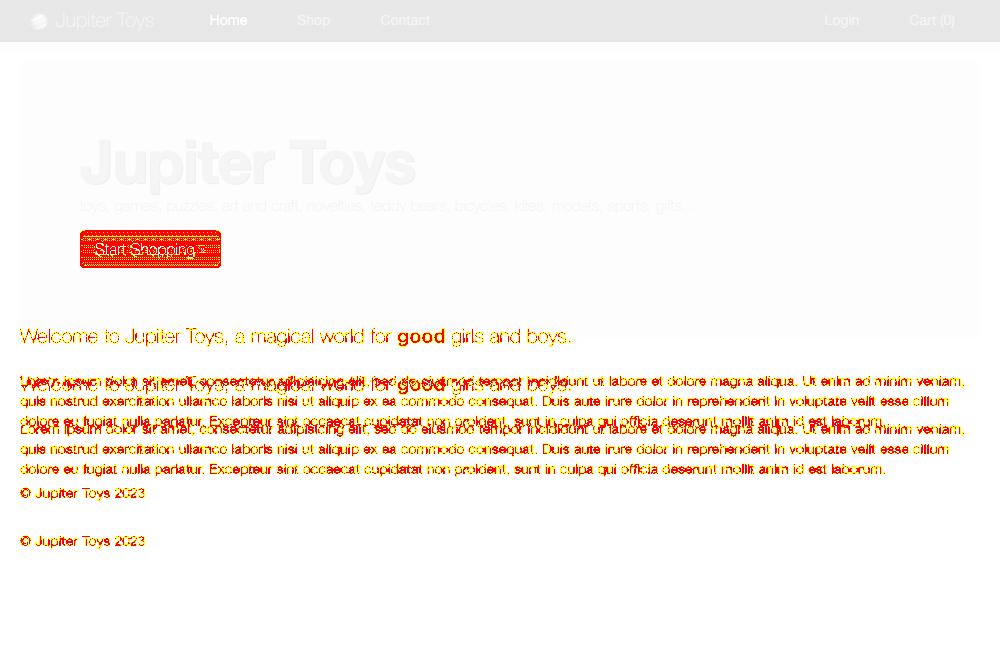 Jupiter Toys Home Shop Contact Login Cart (0)
Jupiter Toys
toys, games, puzzles, art and craft, novelties, teddy bears, bicycles, kites, models, sports, gifts...
Start Shopping »
Welcome to Jupiter Toys, a magical world for good girls and boys.
Lorem ipsum dolor sit amet, consectetur adipisicing elit, sed do eiusmod tempor incididunt ut labore et dolore magna aliqua. Ut enim ad minim veniam,
Welcome to Jupiter Toys, a magical world for good girls and boys.
quis nostrud exercitation ullamco laboris nisi ut aliquip ex ea commodo consequat. Duis aute irure dolor in reprehenderit in voluptate velit esse cillum
dolore eu fugiat nulla pariatur. Excepteur sint occaecat cupidatat non proident, sunt in culpa qui officia deserunt mollit anim id est laborum.
Lorem ipsum dolor sit amet, consectetur adipisicing elit, sed do eiusmod tempor incididunt ut labore et dolore magna aliqua. Ut enim ad minim veniam,
quis nostrud exercitation ullamco laboris nisi ut aliquip ex ea commodo consequat. Duis aute irure dolor in reprehenderit in voluptate velit esse cillum
dolore eu fugiat nulla pariatur. Excepteur sint occaecat cupidatat non proident, sunt in culpa qui officia deserunt mollit anim id est laborum.
© Jupiter Toys 2023
© Jupiter Toys 2023